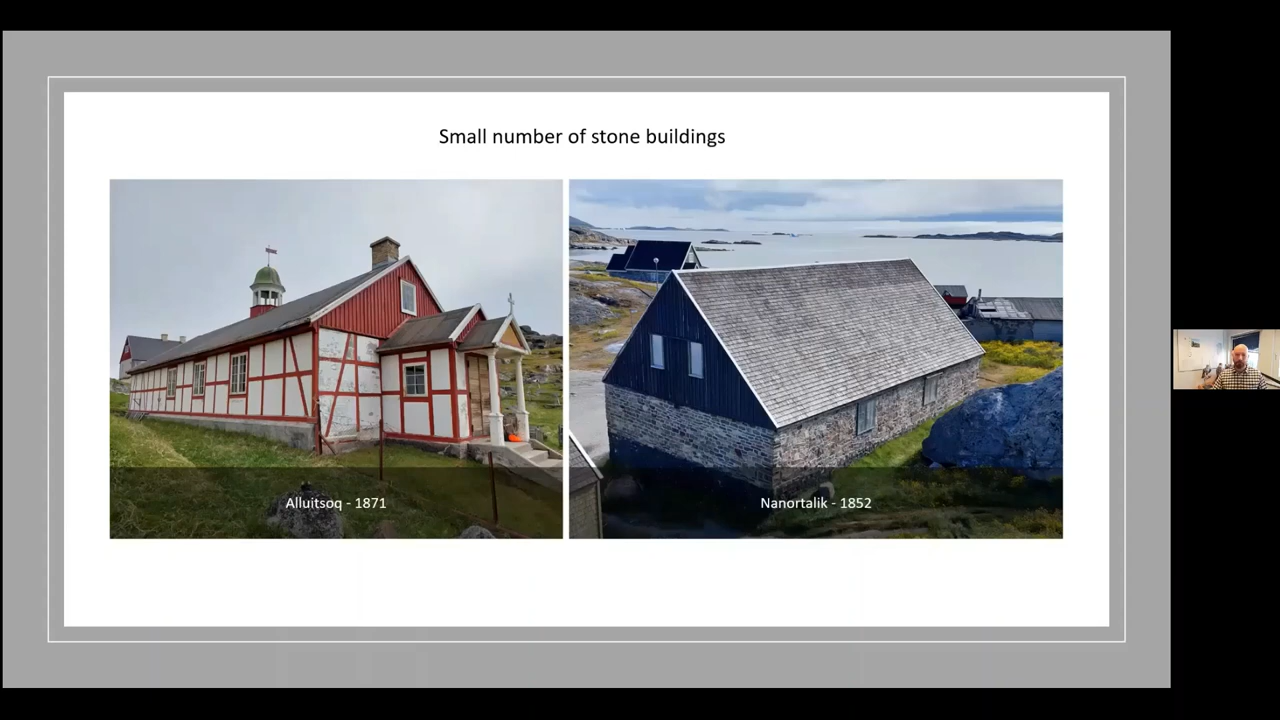 Small number of stone buildings
Alluitsoq - 1871
Nanortalik - 1852